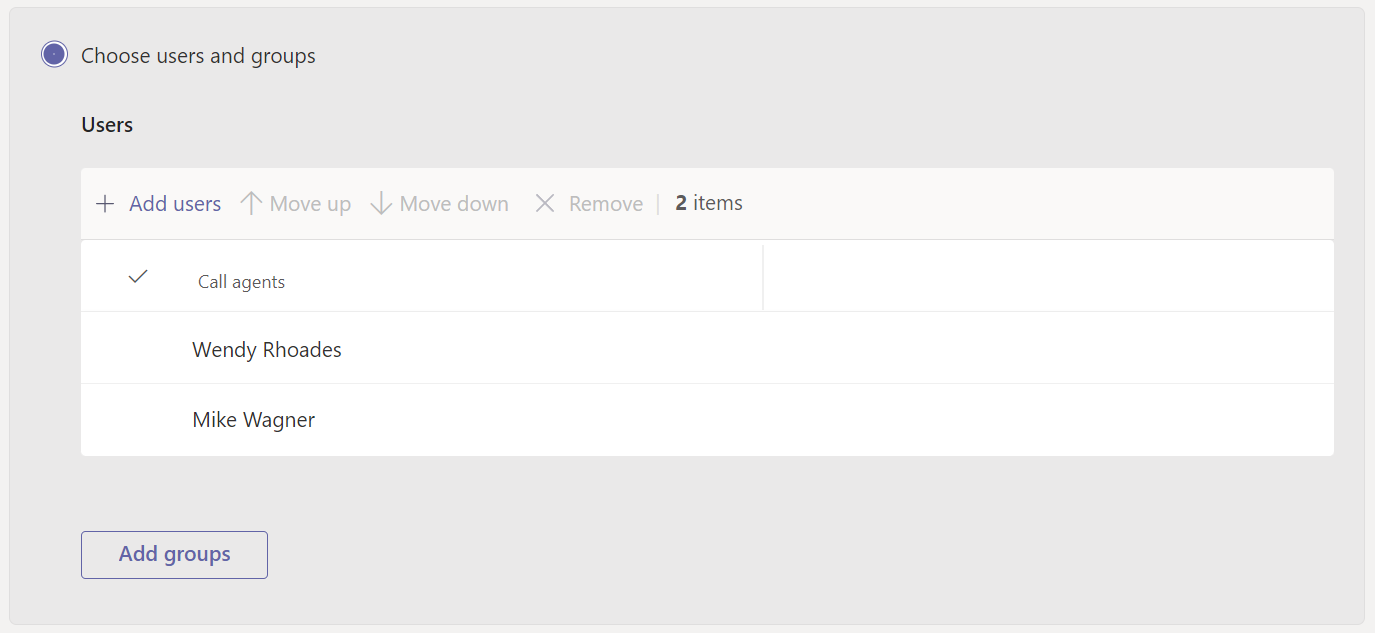 Choose users and groups
Users
Add users Move up Move down Remove 2 items
Call agents
Wendy Rhoades
Mike Wagner
Add groups